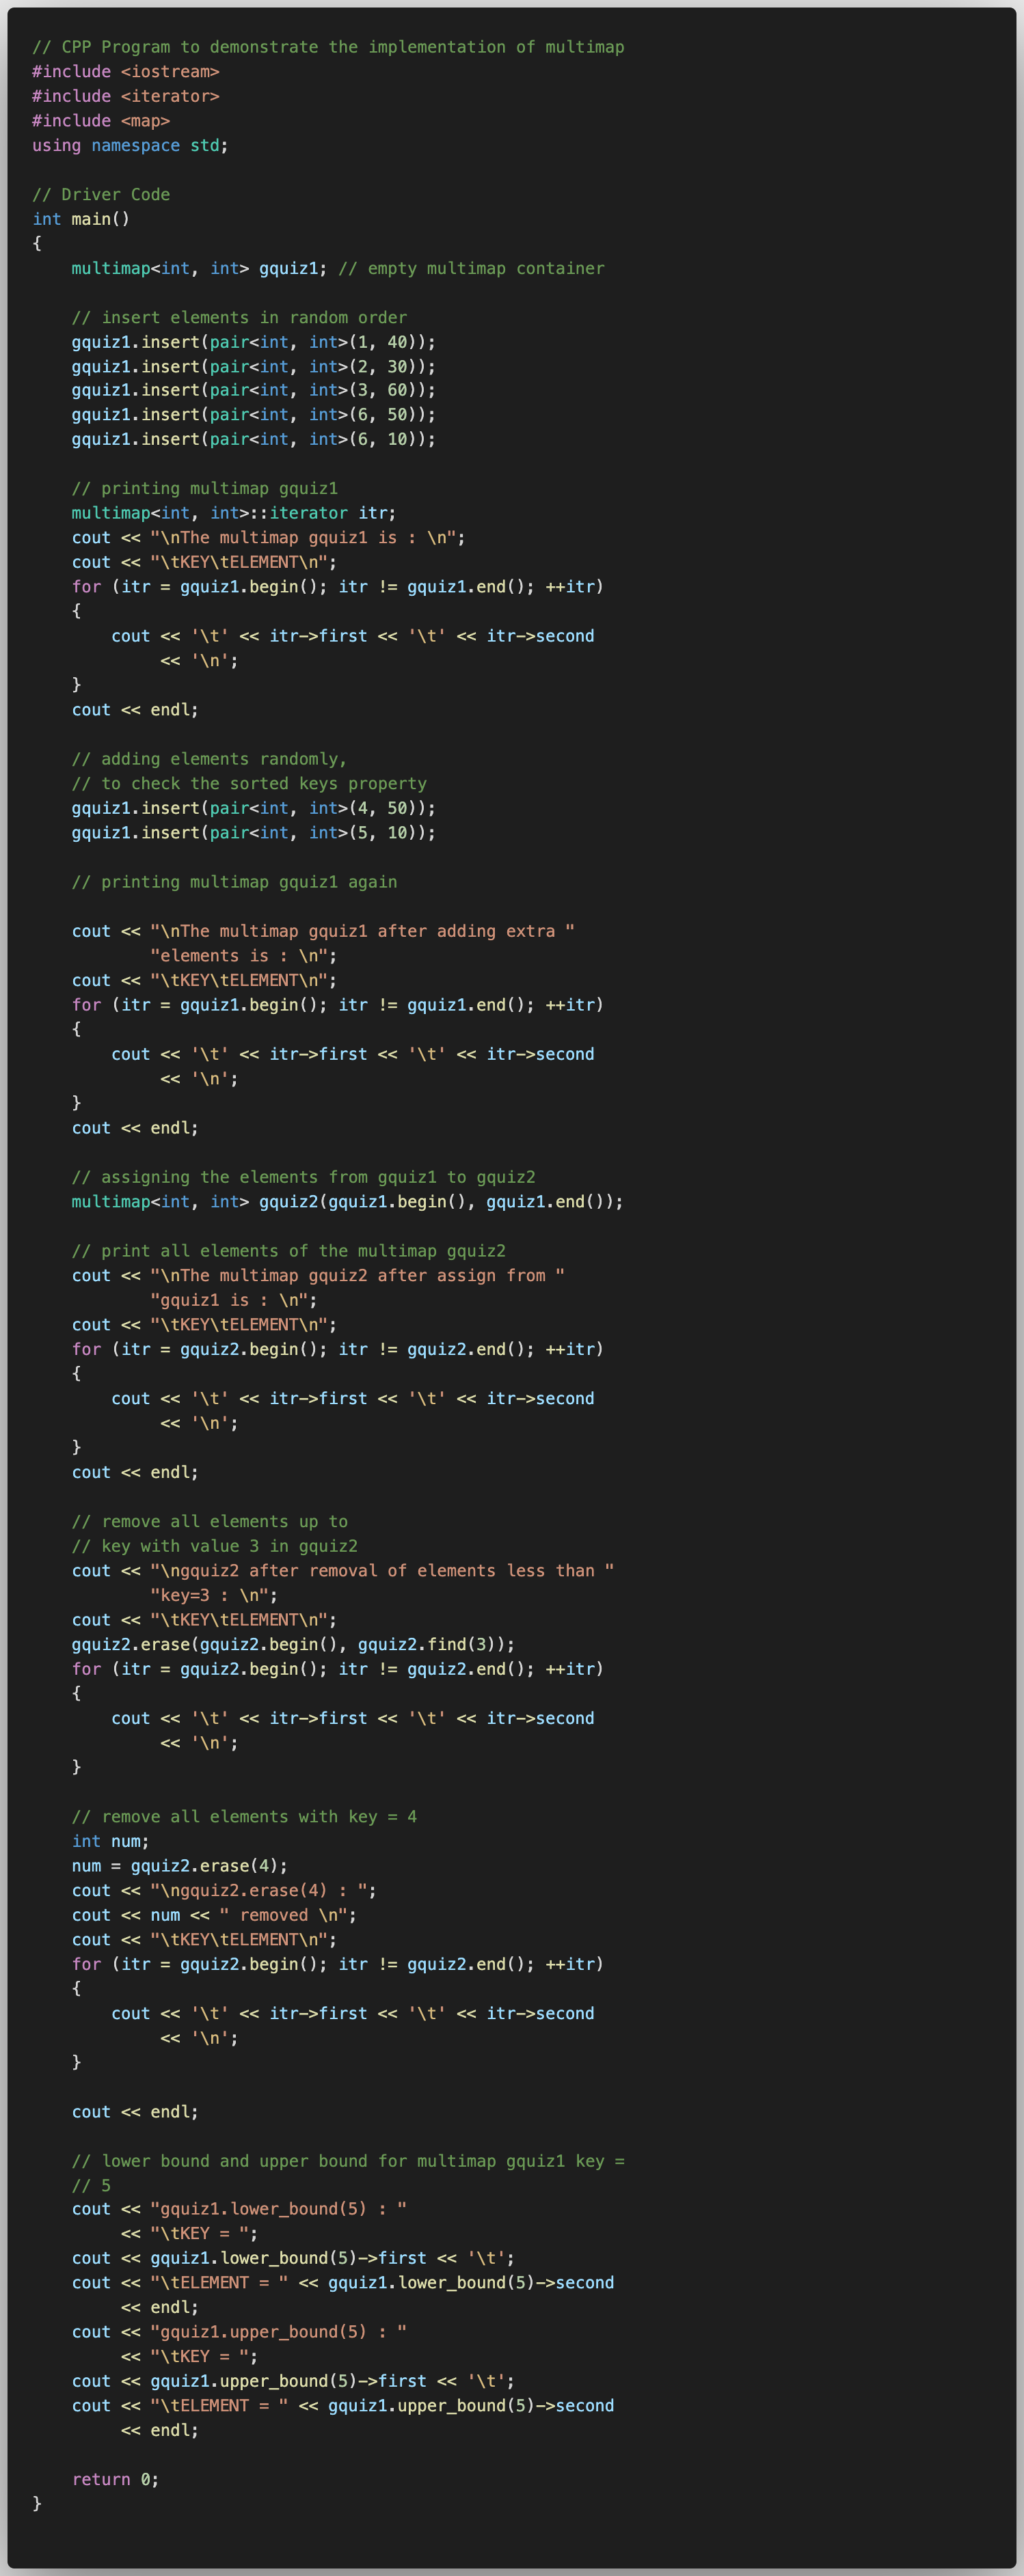 // CPP Program to demonstrate the implementation of multimap
#include <iostream>
#include <iterator>
#include <map>
using namespace std;

// Driver Code
int main()
{
    multimap<int, int> gquiz1; // empty multimap container

    // insert elements in random order
    gquiz1.insert(pair<int, int>(1, 40));
    gquiz1.insert(pair<int, int>(2, 30));
    gquiz1.insert(pair<int, int>(3, 60));
    gquiz1.insert(pair<int, int>(6, 50));
    gquiz1.insert(pair<int, int>(6, 10));

    // printing multimap gquiz1
    multimap<int, int>::iterator itr;
    cout << "\nThe multimap gquiz1 is : \n";
    cout << "\tKEY\tELEMENT\n";
    for (itr = gquiz1.begin(); itr != gquiz1.end(); ++itr)
    {
        cout << '\t' << itr->first << '\t' << itr->second
             << '\n';
    }
    cout << endl;

    // adding elements randomly,
    // to check the sorted keys property
    gquiz1.insert(pair<int, int>(4, 50));
    gquiz1.insert(pair<int, int>(5, 10));

    // printing multimap gquiz1 again

    cout << "\nThe multimap gquiz1 after adding extra "
            "elements is : \n";
    cout << "\tKEY\tELEMENT\n";
    for (itr = gquiz1.begin(); itr != gquiz1.end(); ++itr)
    {
        cout << '\t' << itr->first << '\t' << itr->second
             << '\n';
    }
    cout << endl;

    // assigning the elements from gquiz1 to gquiz2
    multimap<int, int> gquiz2(gquiz1.begin(), gquiz1.end());

    // print all elements of the multimap gquiz2
    cout << "\nThe multimap gquiz2 after assign from "
            "gquiz1 is : \n";
    cout << "\tKEY\tELEMENT\n";
    for (itr = gquiz2.begin(); itr != gquiz2.end(); ++itr)
    {
        cout << '\t' << itr->first << '\t' << itr->second
             << '\n';
    }
    cout << endl;

    // remove all elements up to
    // key with value 3 in gquiz2
    cout << "\ngquiz2 after removal of elements less than "
            "key=3 : \n";
    cout << "\tKEY\tELEMENT\n";
    gquiz2.erase(gquiz2.begin(), gquiz2.find(3));
    for (itr = gquiz2.begin(); itr != gquiz2.end(); ++itr)
    {
        cout << '\t' << itr->first << '\t' << itr->second
             << '\n';
    }

    // remove all elements with key = 4
    int num;
    num = gquiz2.erase(4);
    cout << "\ngquiz2.erase(4) : ";
    cout << num << " removed \n";
    cout << "\tKEY\tELEMENT\n";
    for (itr = gquiz2.begin(); itr != gquiz2.end(); ++itr)
    {
        cout << '\t' << itr->first << '\t' << itr->second
             << '\n';
    }

    cout << endl;

    // lower bound and upper bound for multimap gquiz1 key =
    // 5
    cout << "gquiz1.lower_bound(5) : "
         << "\tKEY = ";
    cout << gquiz1.lower_bound(5)->first << '\t';
    cout << "\tELEMENT = " << gquiz1.lower_bound(5)->second
         << endl;
    cout << "gquiz1.upper_bound(5) : "
         << "\tKEY = ";
    cout << gquiz1.upper_bound(5)->first << '\t';
    cout << "\tELEMENT = " << gquiz1.upper_bound(5)->second
         << endl;

    return 0;
}